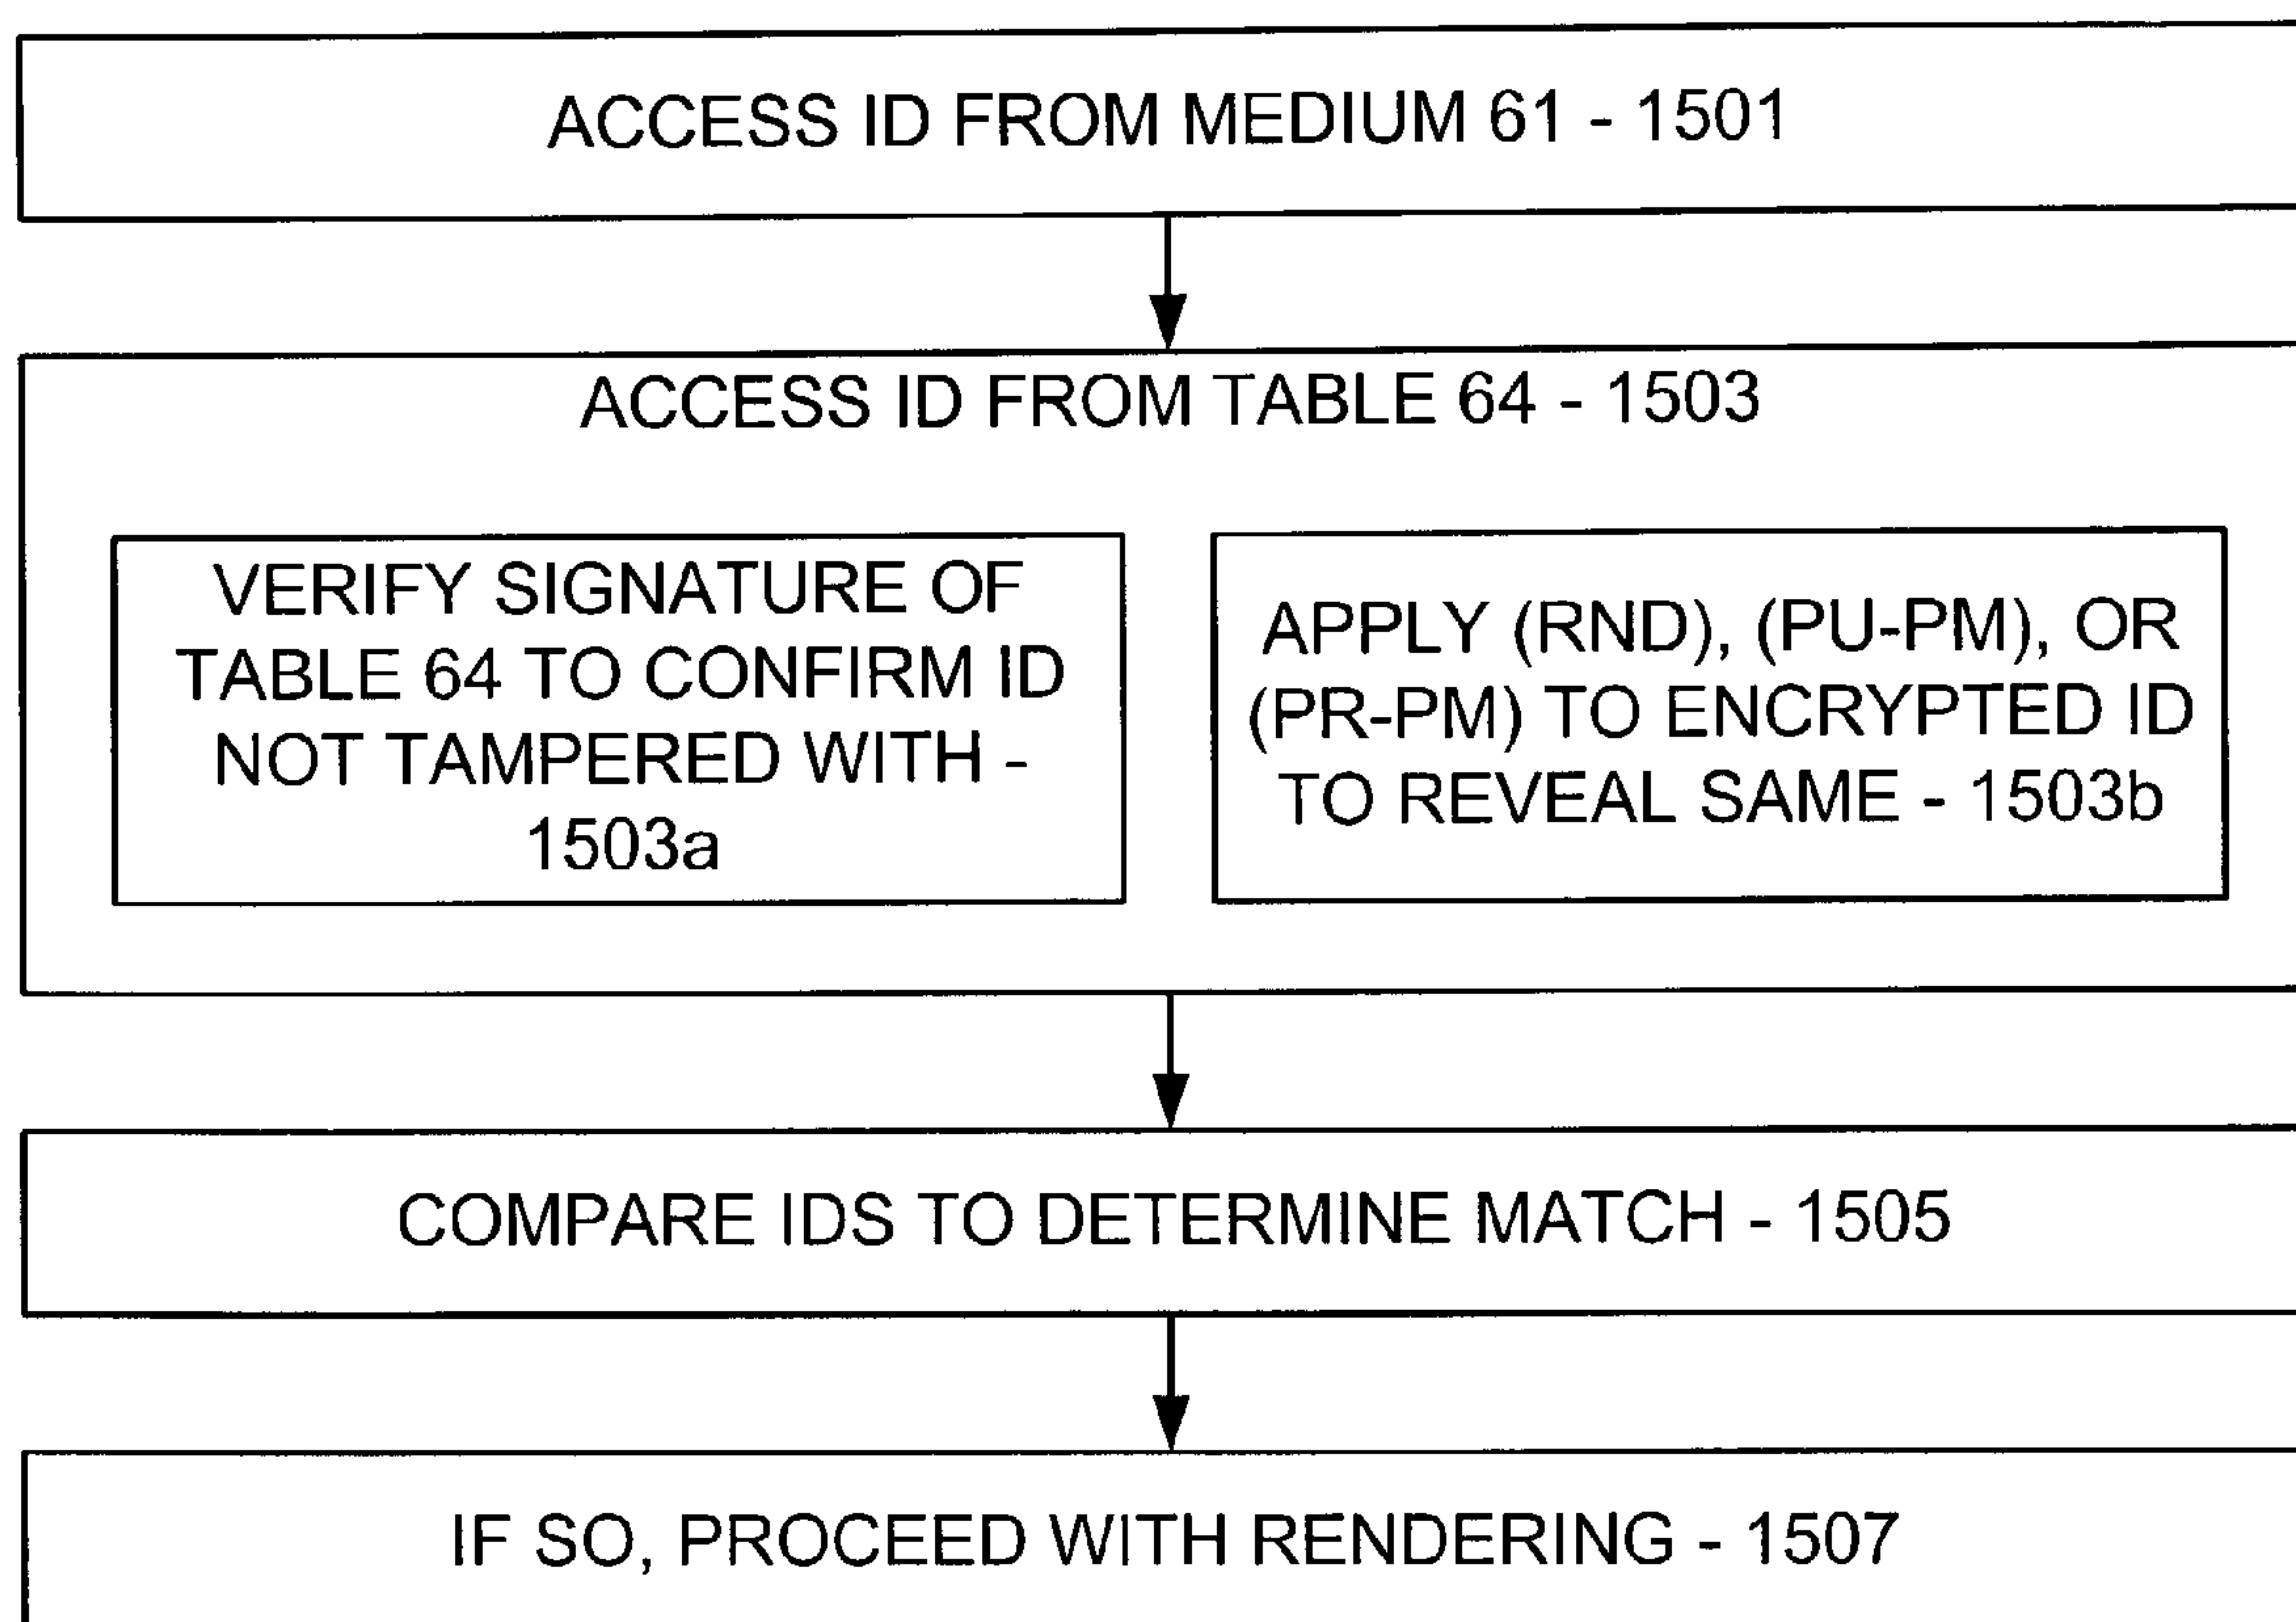 ACCESS ID FROM MEDIUM 61 - 1501
ACCESS ID FROM TABLE 64 - 1503
VERIFY SIGNATURE OF
TABLE 64 TO CONFIRM ID
NOT TAMPERED WITH -
1503a
APPLY (RND), (PU-PM), OR
(PR-PM) TO ENCRYPTED ID
TO REVEAL SAME - 1503b
COMPARE IDS TO DETERMINE MATCH - 1505
IF SO, PROCEED WITH RENDERING - 1507